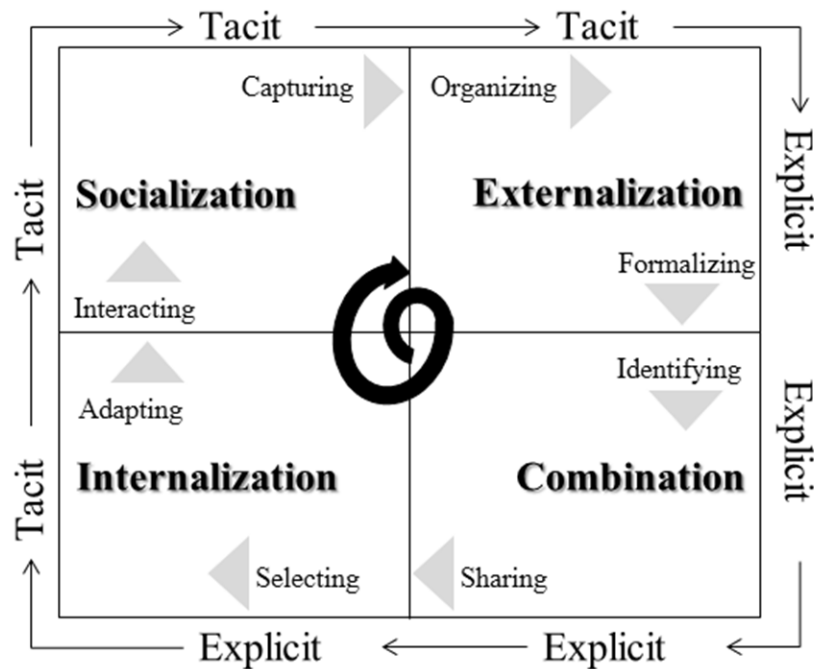 Tacit
Tacit
Capturing
Organizing
Explicit
Socialization
Externalization
Tacit
Formalizing
Interacting
Identifying
Adapting
Explicit
Internalization
Combination
Tacit
Selecting
Sharing
Explicit
Explicit